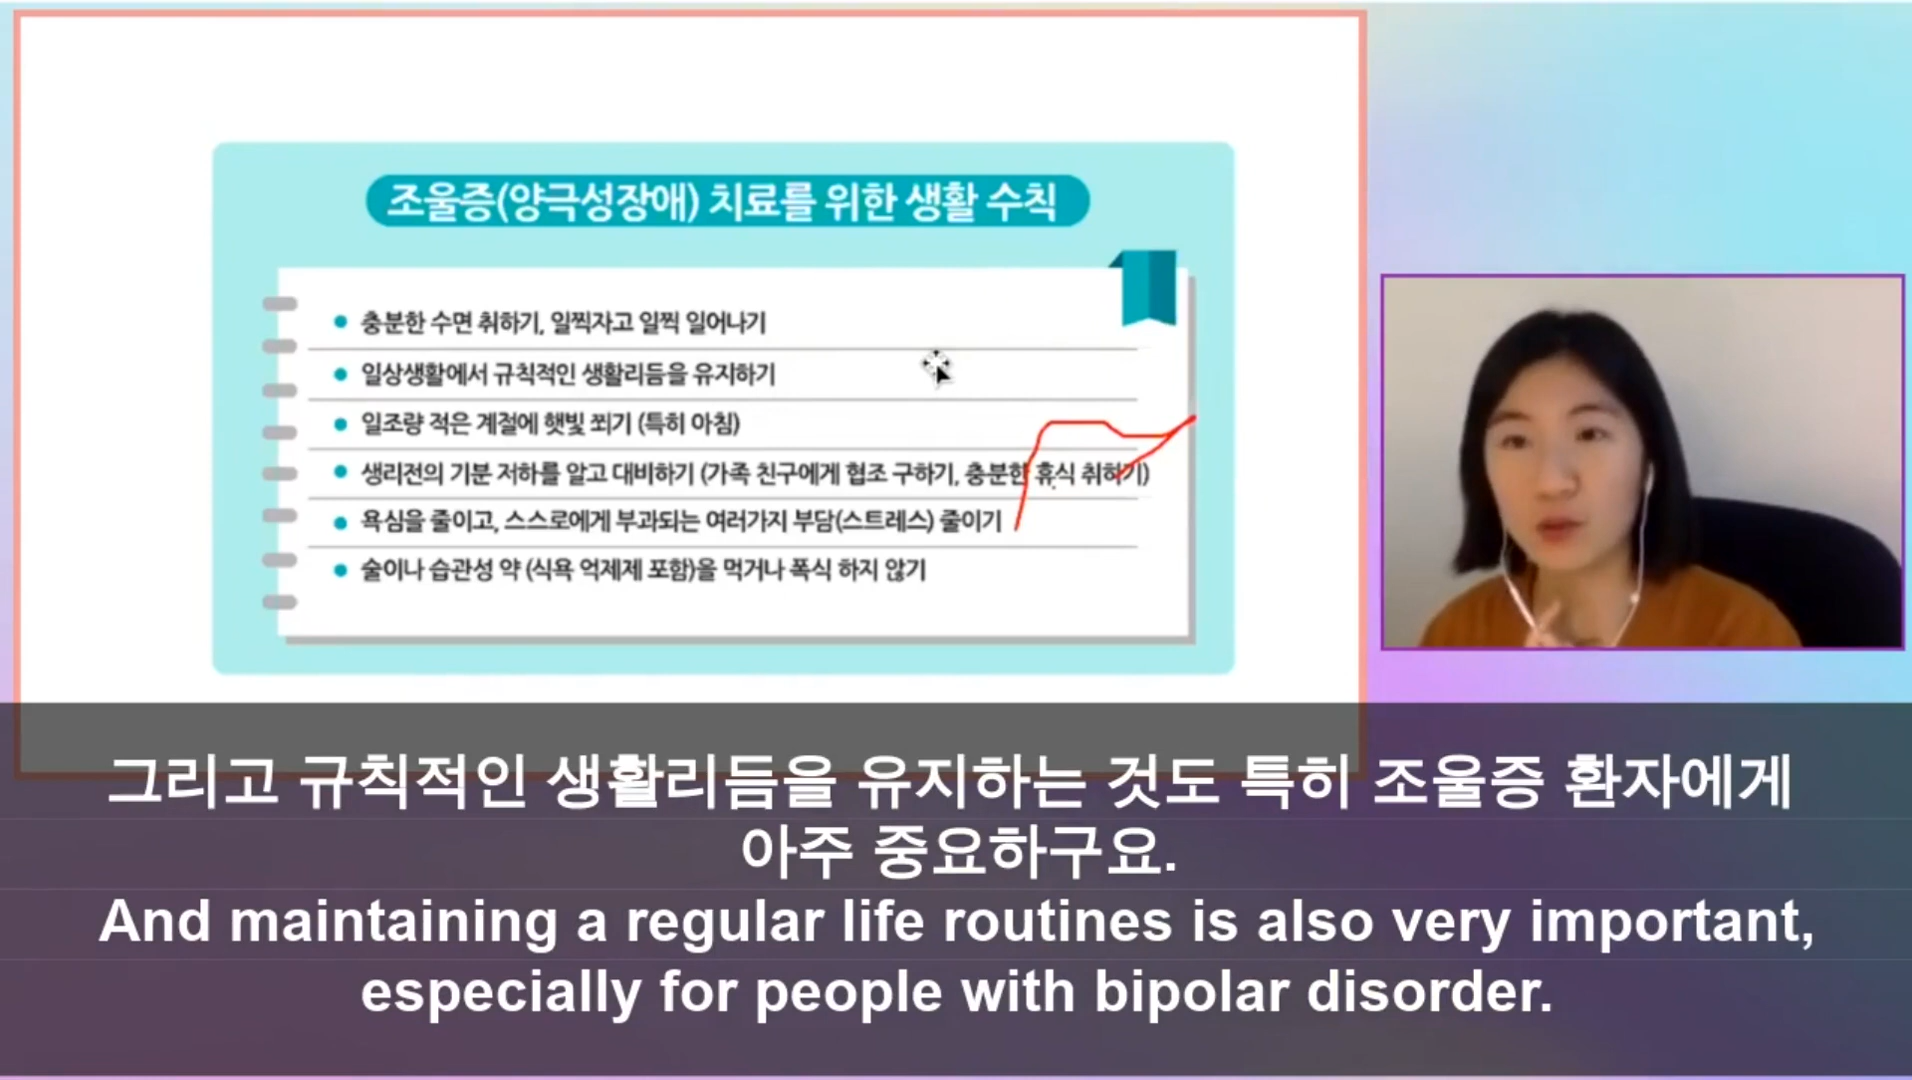 조울증(양극성장애) 치료를 위한 생활 수칙
충분한 수면 취하기, 일찍자고 일찍 일어나기
일상생활에서 규칙적인 생활리듬을 유지하기
일조량 적은 계절에 햇빛 쬐기 (특히 아침)
생리전의 기분 저하를 알고 대비하기 (가족 친구에게 협조 구하기, 충분한 휴식 취하기)
욕심을 줄이고, 스스로에게 부과되는 여러가지 부담(스트레스) 줄이기
술이나 습관성 약 (식욕 억제제 포함)을 먹거나 폭식 하지 않기
그리고 규칙적인 생활리듬을 유지하는 것도 특히 조울증 환자에게
아주 중요하구요.
And maintaining a regular life routines is also very important,
especially for people with bipolar disorder.